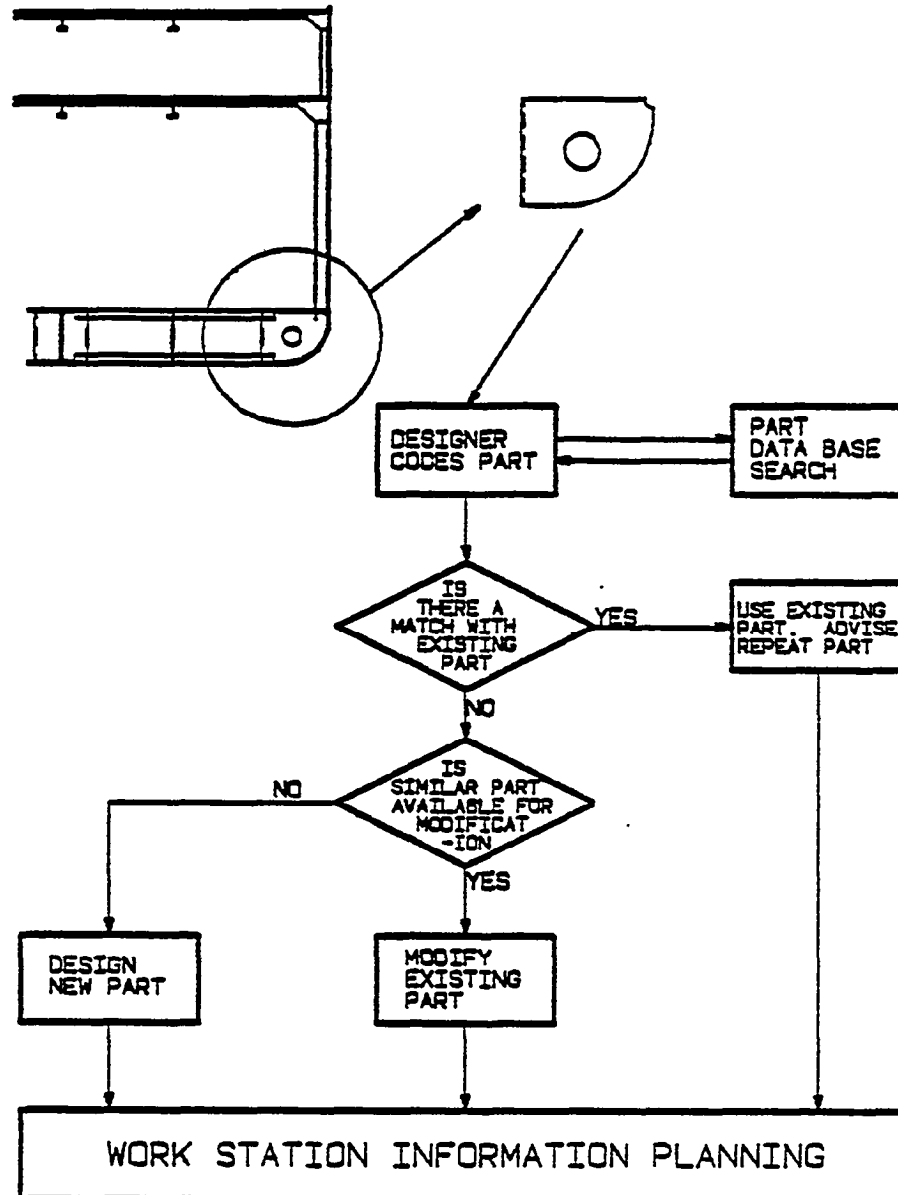 DESIGNER
CODES PART
PART
DATA BASE
SEARCH
IS
THERE A
MATCH WITH
EXISTING
PART
YES
USE EXISTING
PART. ADVISE
REPEAT PART
NO
IS
SIMILAR PART
AVAILABLE FOR
MODIFICAT
-ION
NO
YES
DESIGN
NEW PART
MODIFY
EXISTING
PART
WORK STATION INFORMATION PLANNING